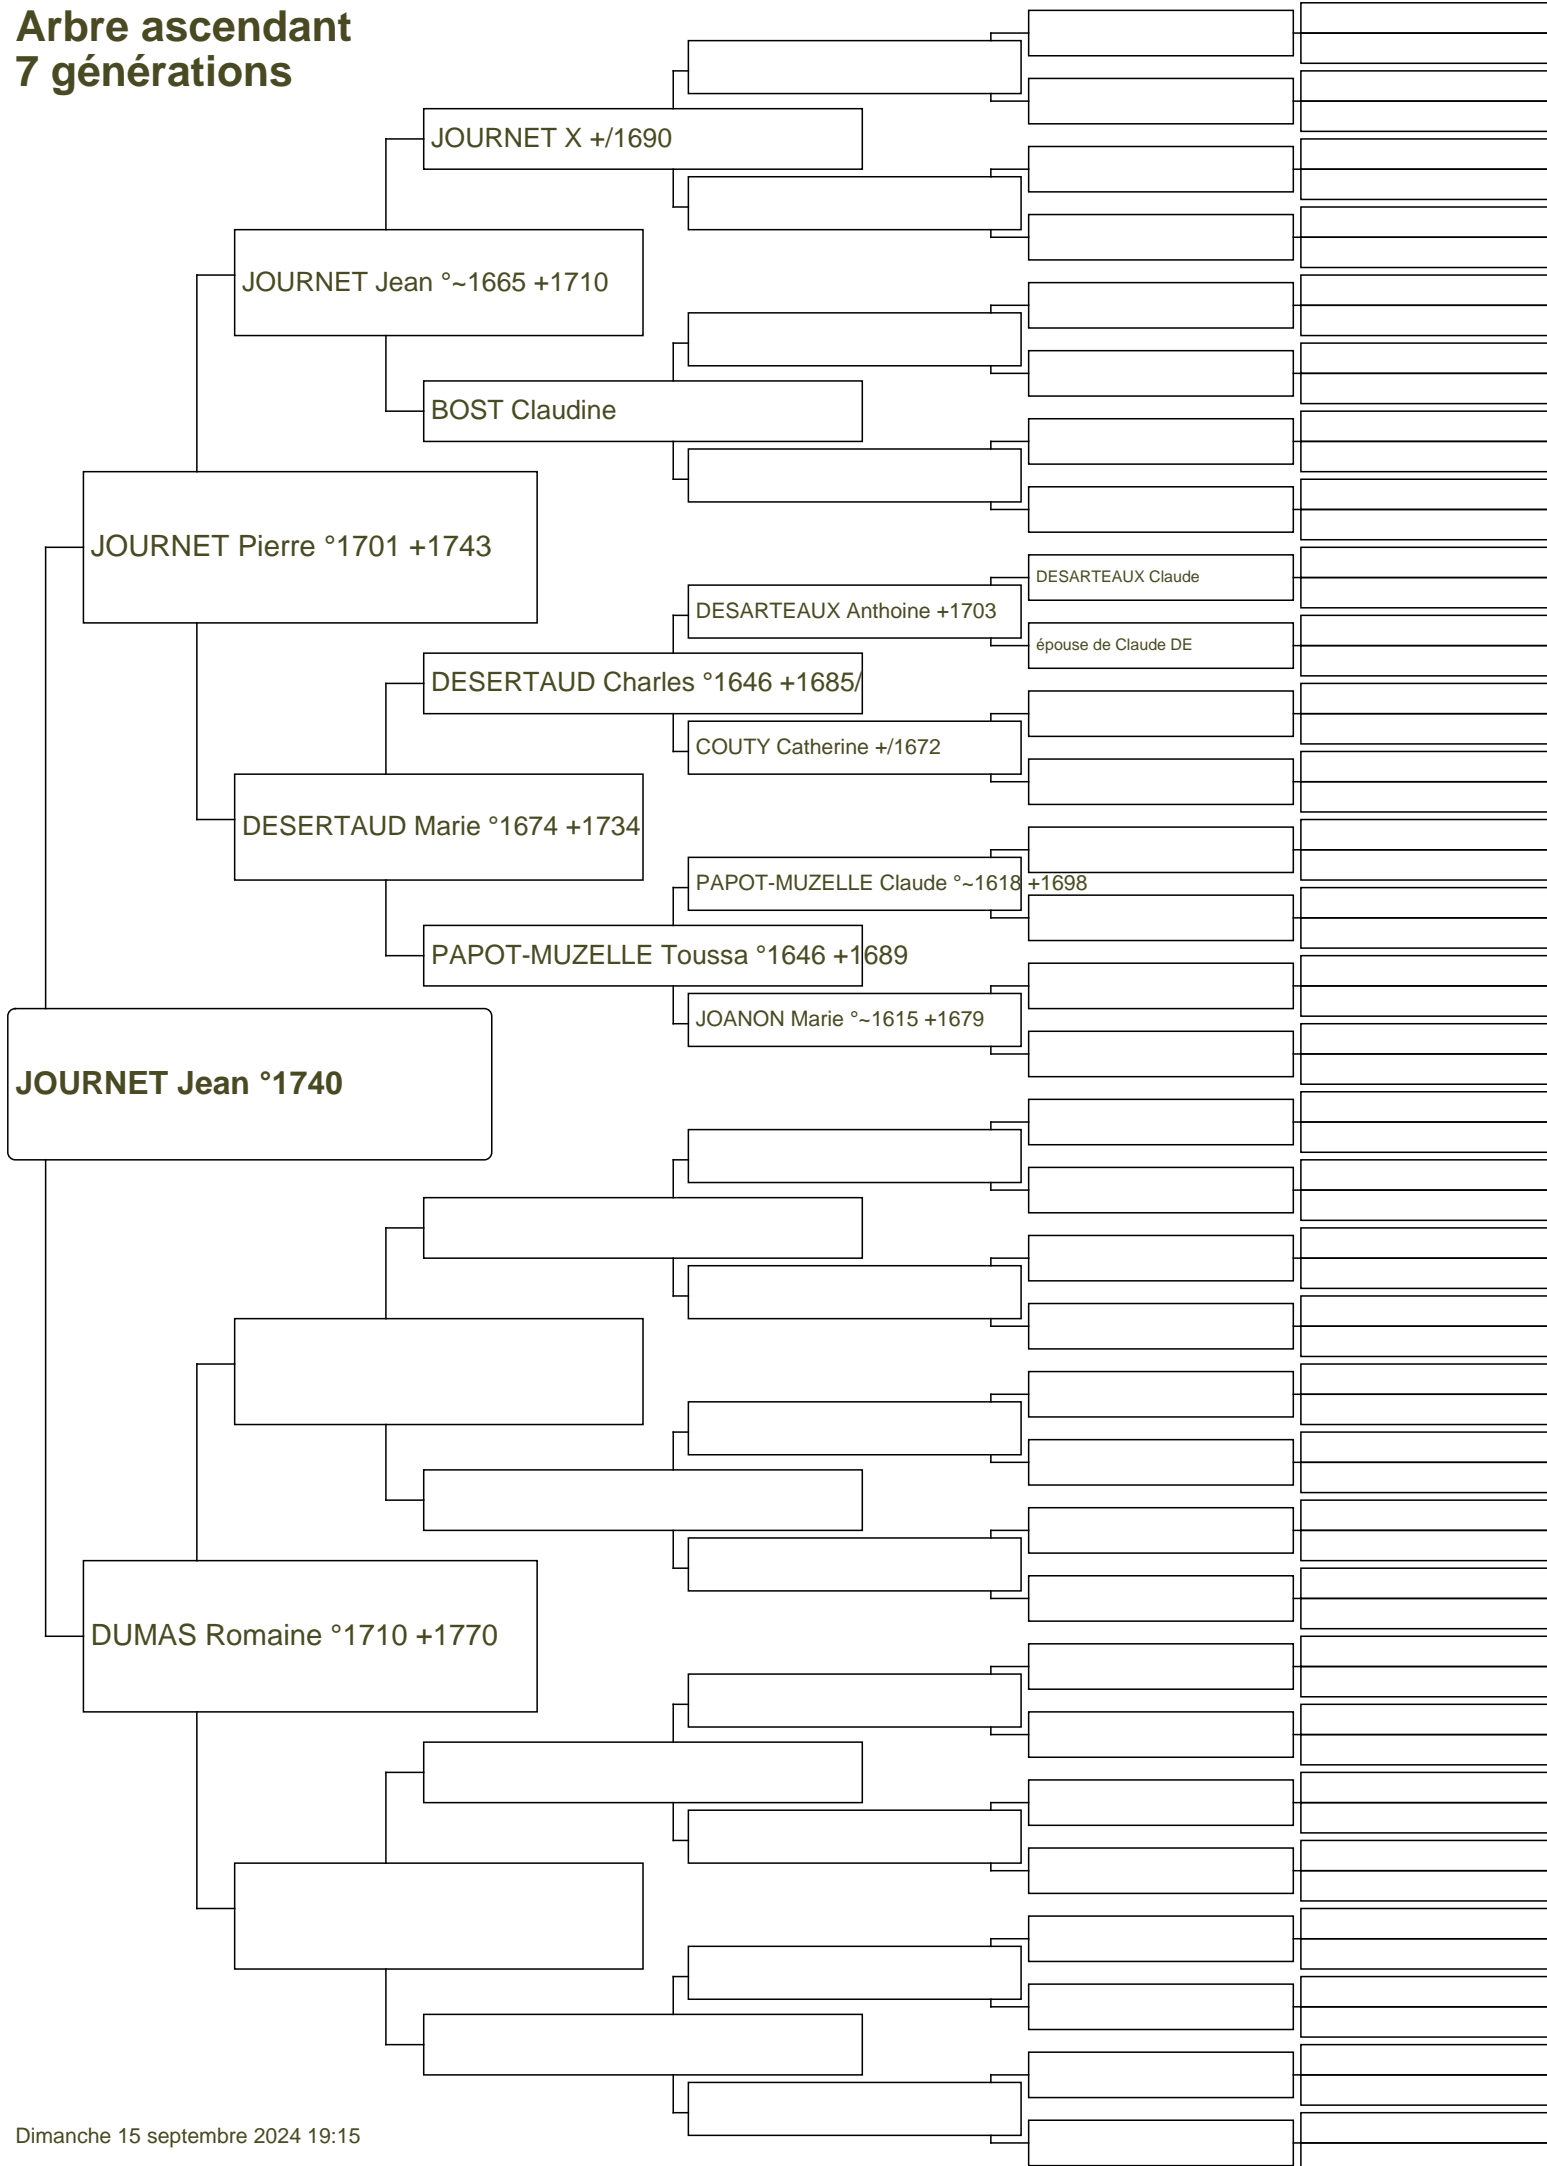 Arbre ascendant
7 générations
JOURNET X +/1690
JOURNET Jean °~1665 +1710
BOST Claudine
JOURNET Pierre °1701 +1743
DESARTEAUX Claude
DESARTEAUX Anthoine +1703
épouse de Claude DE
DESERTAUD Charles °1646 +1685/
COUTY Catherine +/1672
DESERTAUD Marie °1674 +1734
PAPOT-MUZELLE Claude °~1618 +1698
PAPOT-MUZELLE Toussa °1646 +1689
JOANON Marie °~1615 +1679
JOURNET Jean °1740
DUMAS Romaine °1710 +1770
Dimanche 15 septembre 2024 19:15